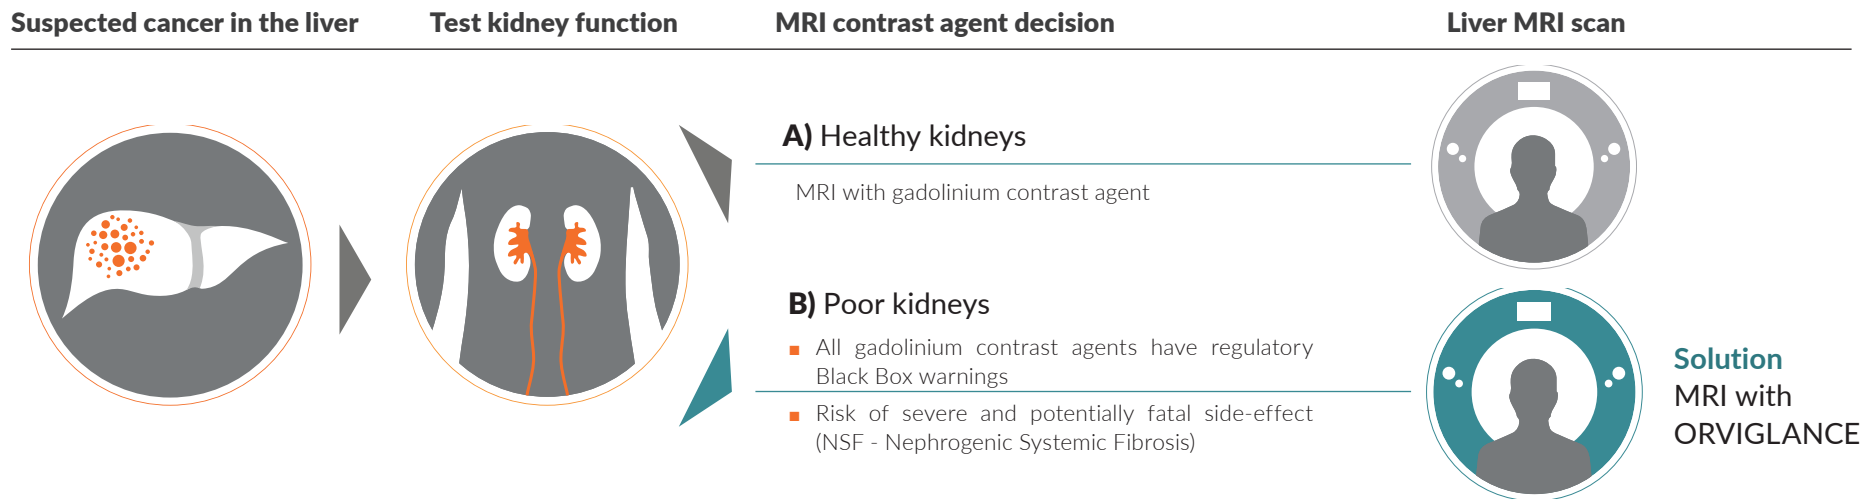 Suspected cancer in the liver
Test kidney function
MRI contrast agent decision
Liver MRI scan
A) Healthy kidneys
MRI with gadolinium contrast agent
B) Poor kidneys
▪ All gadolinium contrast agents have regulatory
Black Box warnings
▪ Risk of severe and potentially fatal side-effect
(NSF - Nephrogenic Systemic Fibrosis)
Solution
MRI with
ORVIGLANCE